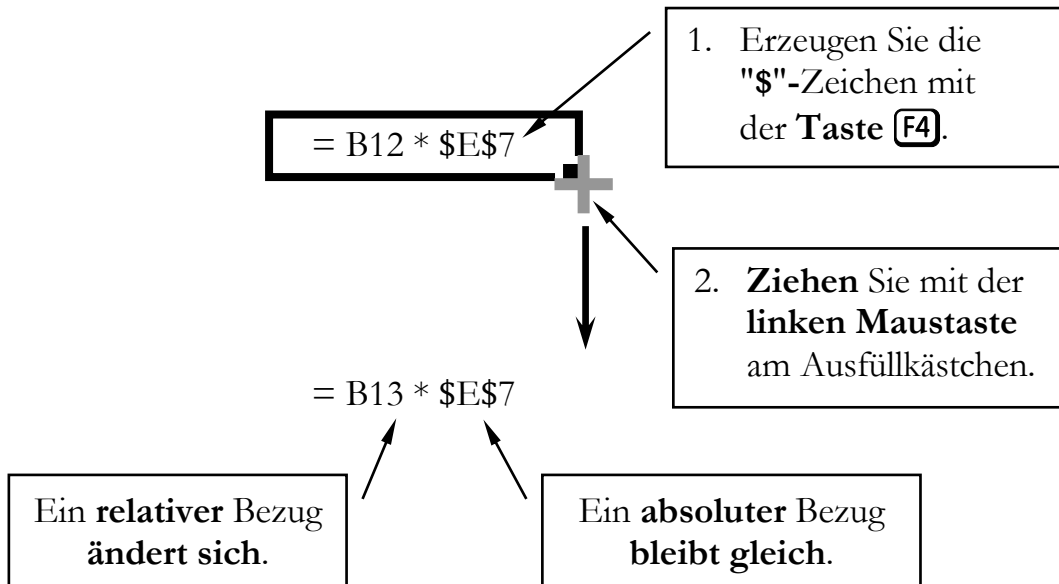 1. Erzeugen Sie die
"$"-Zeichen mit
der Taste F4.
= B12 * $E$7
2. Ziehen Sie mit der
linken Maustaste
am Ausfüllkästchen.
= B13 * $E$7
Ein relativer Bezug
ändert sich.
Ein absoluter Bezug
bleibt gleich.